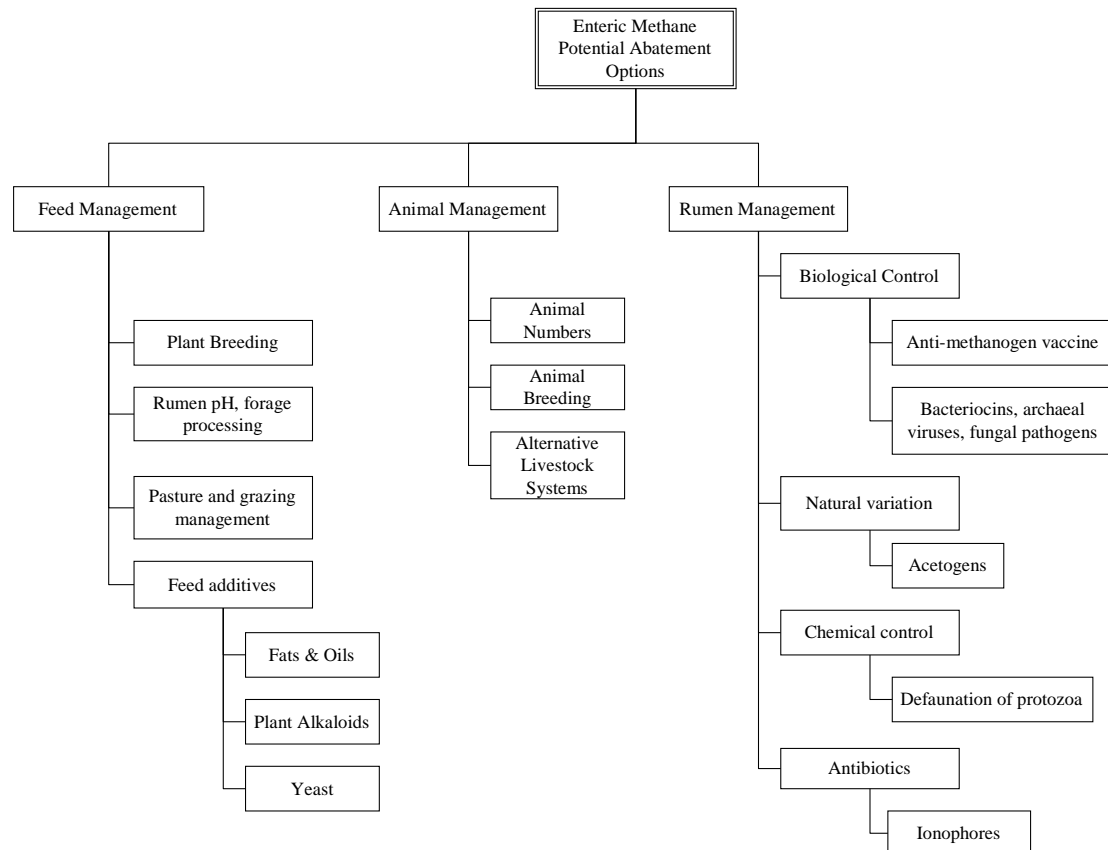 Enteric Methane
Potential Abatement
Options
Feed Management
Animal Management
Rumen Management
Plant Breeding
Rumen pH, forage
processing
Pasture and grazing
management
Feed additives
Fats & Oils
Plant Alkaloids
Yeast
Animal
Numbers
Animal
Breeding
Alternative
Livestock
Systems
Biological Control
Anti-methanogen vaccine
Bacteriocins, archaeal
viruses, fungal pathogens
Natural variation
Acetogens
Chemical control
Defaunation of protozoa
Antibiotics
Ionophores